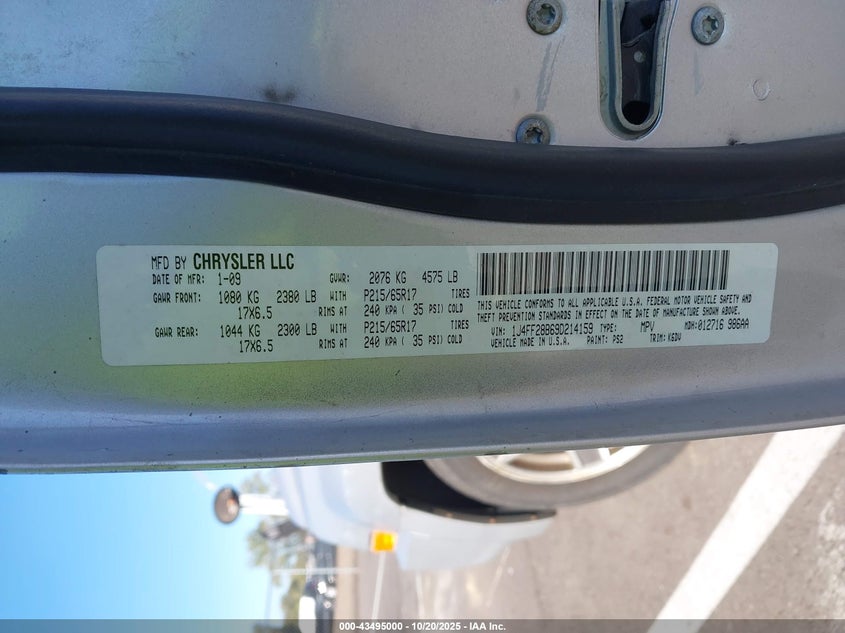 MFD BY CHRYSLER LLC
DATE OF MFR: 1-09 GVWR: 2076 KG 4575 LB
GAWR FRONT: 1080 KG 2380 LB WITH P215/65R17 TIRES
17X6.5 RIMS AT 240 KPA ( 35 PSI) COLD
GAWR REAR: 1044 KG 2300 LB WITH P215/65R17 TIRES
17X6.5 RIMS AT 240 KPA ( 35 PSI) COLD
THIS VEHICLE CONFORMS TO ALL APPLICABLE U.S.A. FEDERAL MOTOR VEHICLE SAFETY AND
THEFT PREVENTION STANDARDS IN EFFECT ON THE DATE OF MANUFACTURE SHOWN ABOVE.
VIN: 1J4FF28B69D214159 TYPE: MPV MDH: 012716 986AA
VEHICLE MADE IN U.S.A. PAINT: PS2 TRIM: K6DV
000-43495000 - 10/20/2025 - IAA Inc.